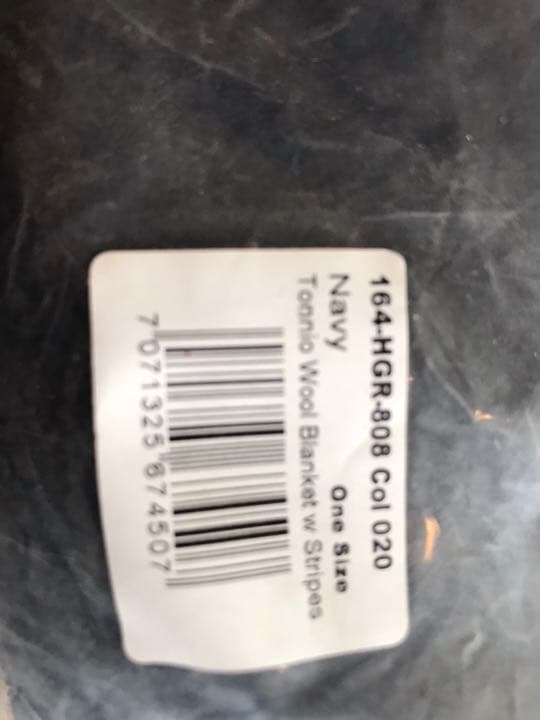 164-HGR-808 Col 020
Navy One Size
Tonnio Wool Blanket w Stripes
7 071325 674507